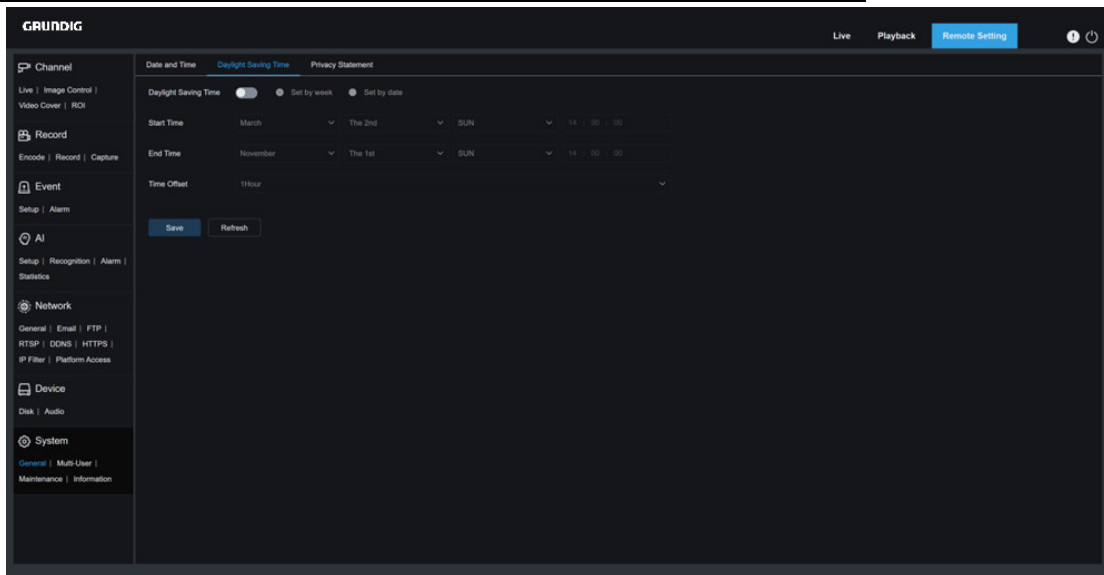 GRUNDIG
Live Playback Remote Setting
Channel
Live | Image Control |
Video Cover | ROI
Record
Encode | Record | Capture
Event
Setup | Alarm
AI
Setup | Recognition | Alarm |
Statistics
Network
General | Email | FTP |
RTSP | DDNS | HTTPS |
IP Filter | Platform Access
Device
Disk | Audio
System
General | Multi-User |
Maintenance | Information
Date and Time Daylight Saving Time Privacy Statement
Daylight Saving Time Set by week Set by date
Start Time March The 2nd SUN 14 : 00 : 00
End Time November The 1st SUN 14 : 00 : 00
Time Offset 1Hour
Save Refresh